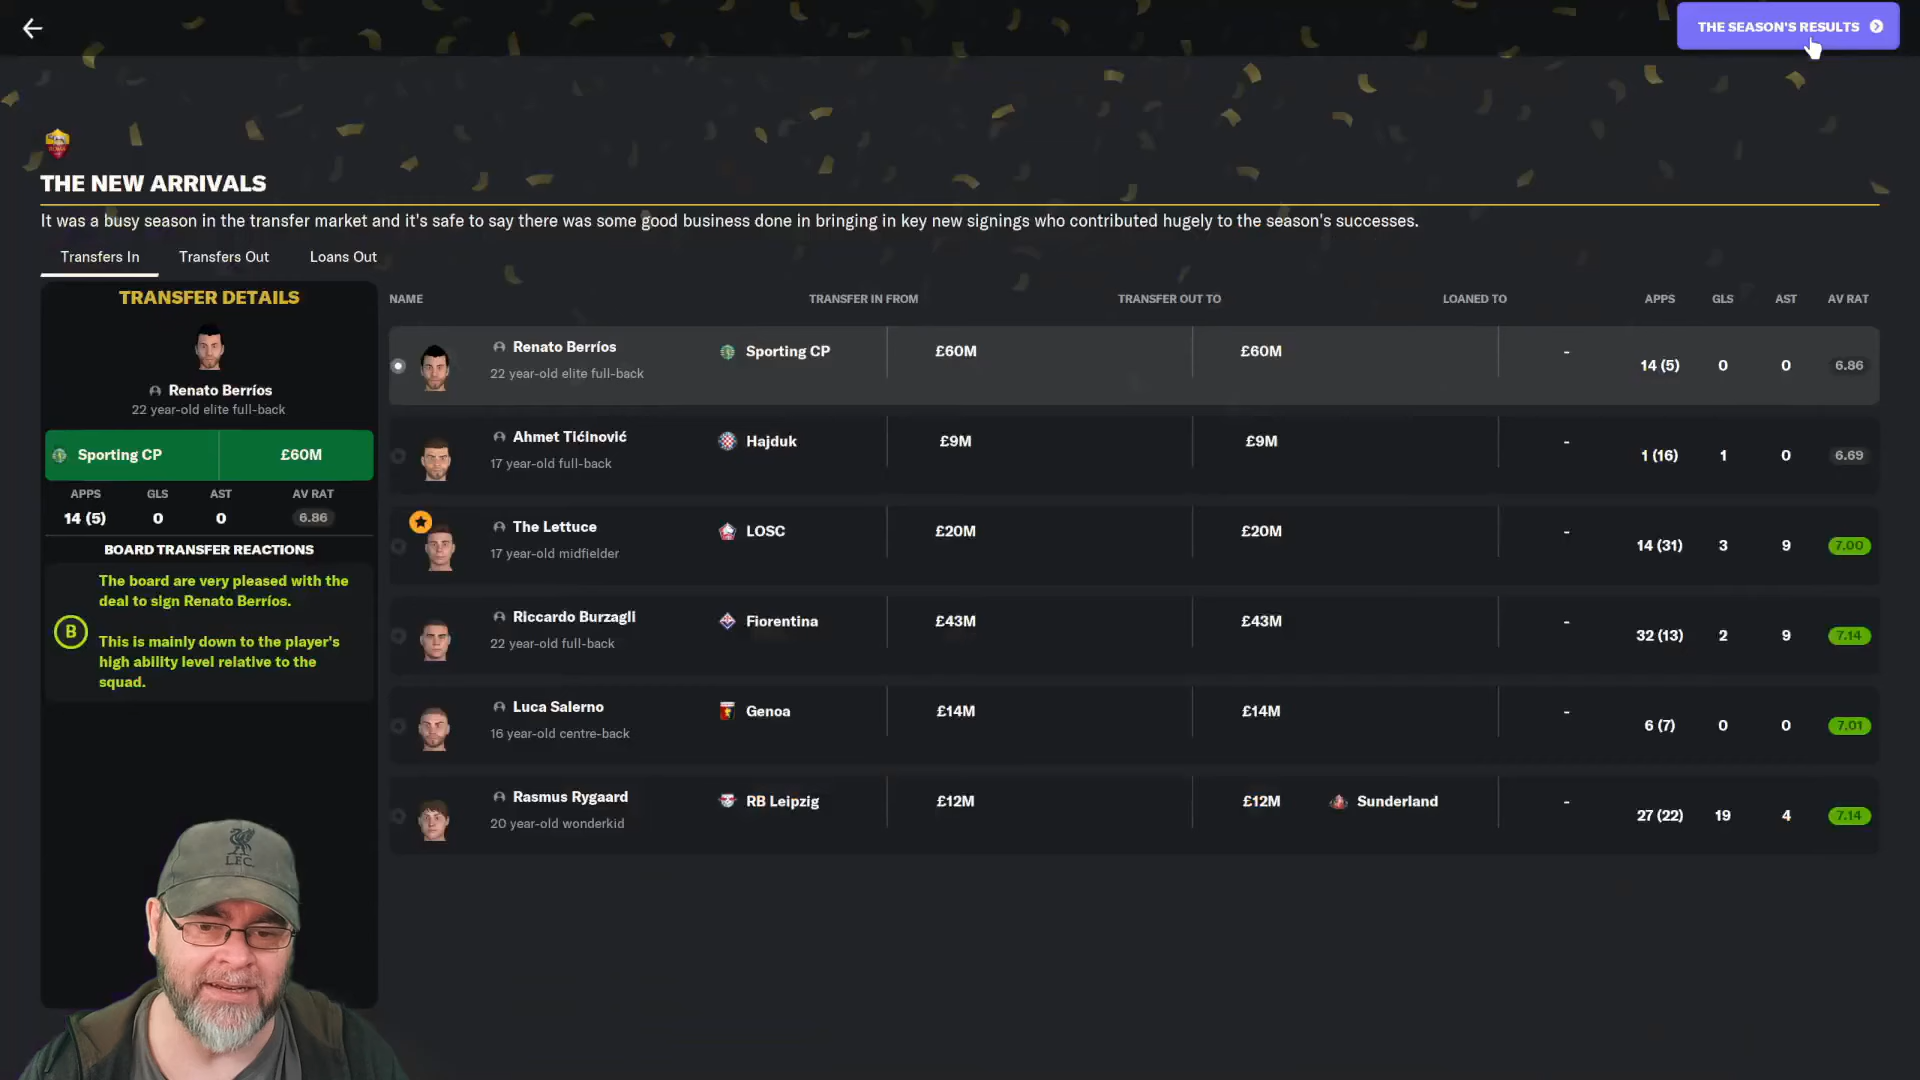 THE SEASON'S RESULTS
THE NEW ARRIVALS
It was a busy season in the transfer market and it's safe to say there was some good business done in bringing in key new signings who contributed hugely to the season's successes.
Transfers In Transfers Out Loans Out
TRANSFER DETAILS
Renato Berríos
22 year-old elite full-back
Sporting CP £60M
APPS GLS AST AV RAT
14 (5) 0 0 6.86
BOARD TRANSFER REACTIONS
B
The board are very pleased with the
deal to sign Renato Berríos.
This is mainly down to the player's
high ability level relative to the
squad.
NAME TRANSFER IN FROM TRANSFER OUT TO LOANED TO APPS GLS AST AV RAT
Renato Berríos Sporting CP £60M £60M - 14 (5) 0 0 6.86
22 year-old elite full-back
Ahmet Tićinović Hajduk £9M £9M - 1 (16) 1 0 6.69
17 year-old full-back
The Lettuce LOSC £20M £20M - 14 (31) 3 9 7.00
17 year-old midfielder
Riccardo Burzagli Fiorentina £43M £43M - 32 (13) 2 9 7.14
22 year-old full-back
Luca Salerno Genoa £14M £14M - 6 (7) 0 0 7.01
16 year-old centre-back
Rasmus Rygaard RB Leipzig £12M £12M Sunderland - 27 (22) 19 4 7.14
20 year-old wonderkid
L.F.C.